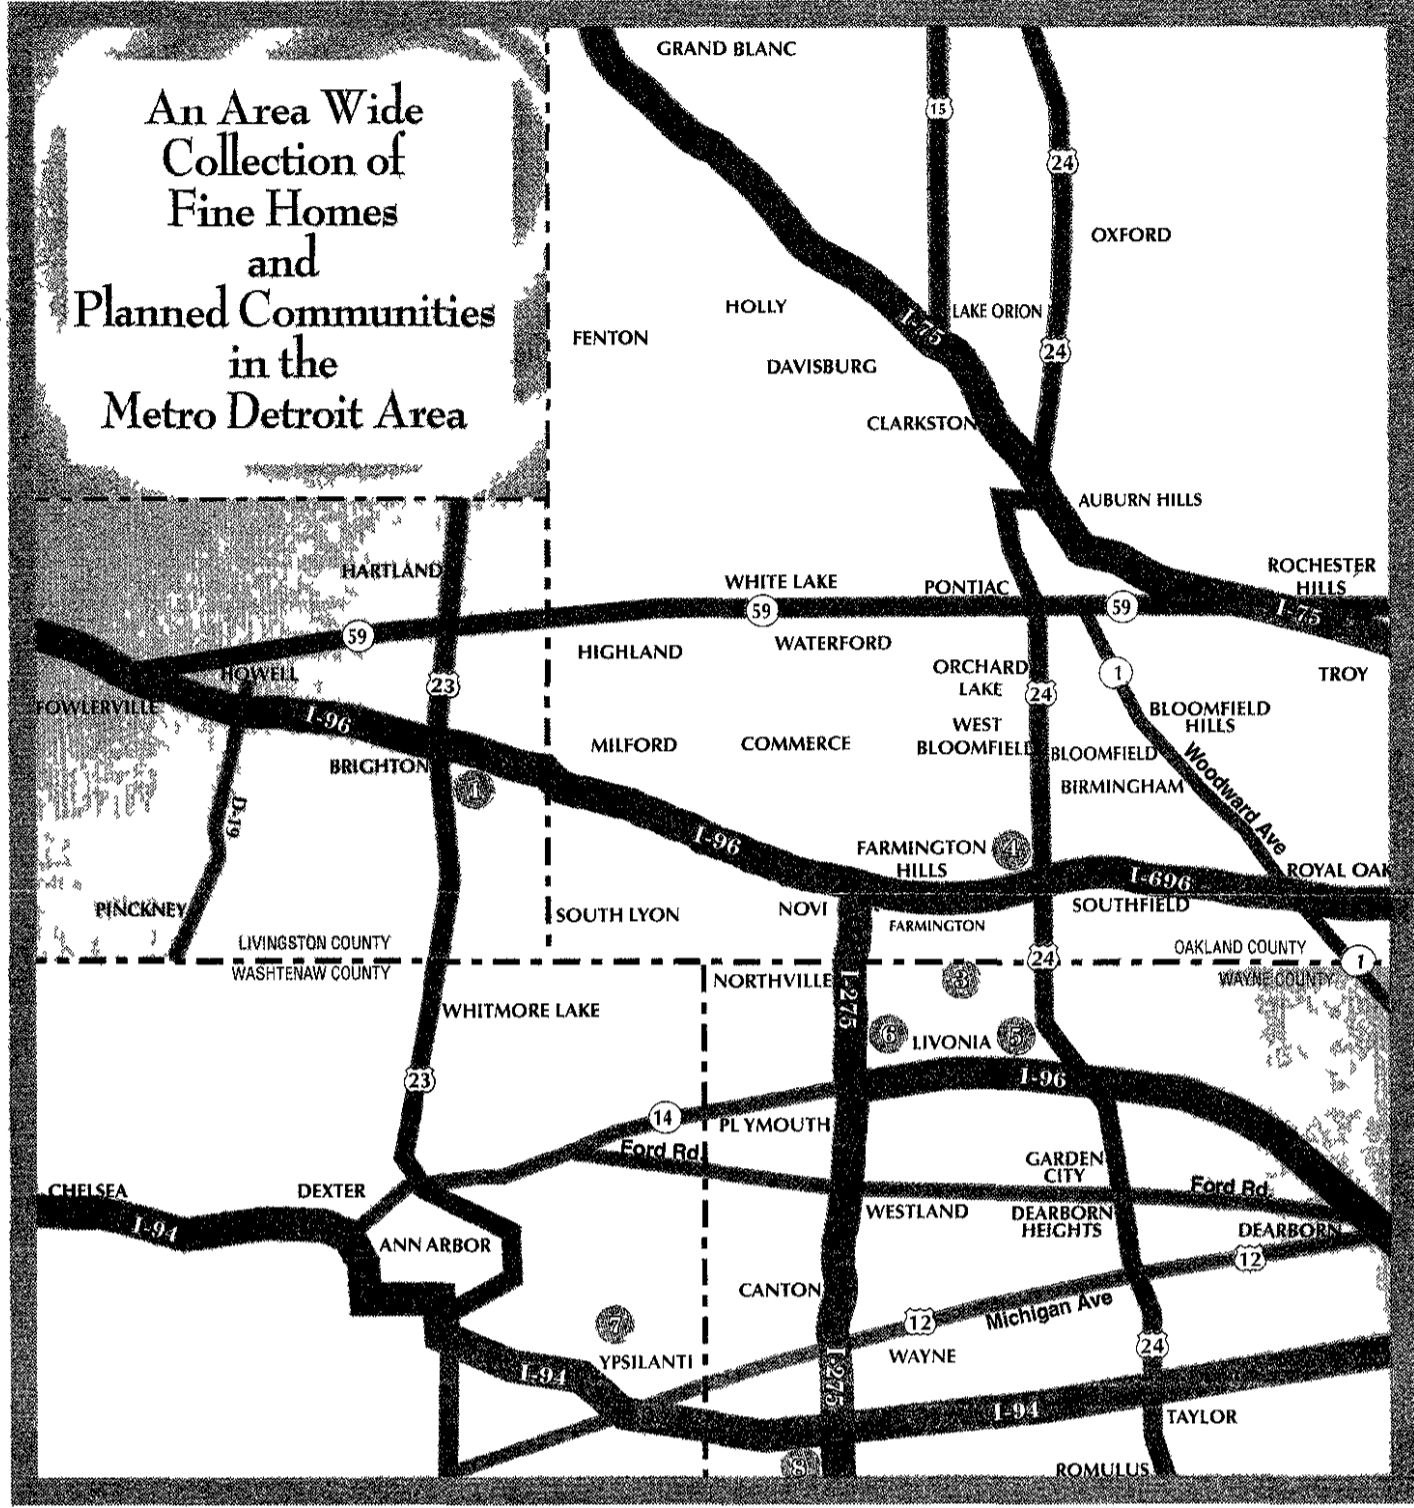 An Area Wide
Collection of
Fine Homes
and
Planned Communities
in the
Metro Detroit Area
GRAND BLANC
15
24
OXFORD
HOLLY
LAKE ORION
I-75
FENTON
24
DAVISBURG
CLARKSTON
AUBURN HILLS
HARTLAND
ROCHESTER
HILLS
WHITE LAKE
PONTIAC
59
59
59
I-75
HIGHLAND
WATERFORD
HOWELL
23
ORCHARD
LAKE
24
1
TROY
FOWLERVILLE
I-96
BLOOMFIELD
HILLS
MILFORD
COMMERCE
WEST
BLOOMFIELD
BLOOMFIELD
Woodward Ave
BRIGHTON
1
BIRMINGHAM
D-19
I-96
FARMINGTON
HILLS
4
ROYAL OAK
I-696
PINCKNEY
SOUTH LYON
NOVI
FARMINGTON
SOUTHFIELD
LIVINGSTON COUNTY
WASHTENAW COUNTY
OAKLAND COUNTY
WAYNE COUNTY
24
1
NORTHVILLE
I-275
3
WHITMORE LAKE
6
LIVONIA
5
23
I-96
14
PLYMOUTH
Ford Rd.
GARDEN
CITY
CHELSEA
DEXTER
Ford Rd.
I-94
WESTLAND
DEARBORN
HEIGHTS
DEARBORN
ANN ARBOR
12
CANTON
7
12
Michigan Ave
YPSILANTI
WAYNE
24
I-94
I-275
I-94
TAYLOR
8
ROMULUS